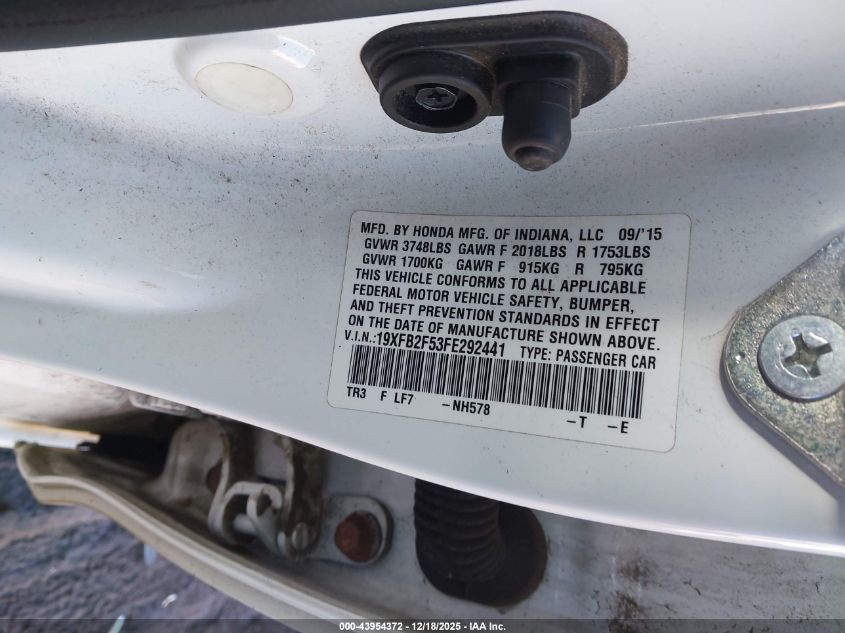 MFD. BY HONDA MFG. OF INDIANA, LLC 09/'15
GVWR 3748LBS GAWR F 2018LBS R 1753LBS
GVWR 1700KG GAWR F 915KG R 795KG
THIS VEHICLE CONFORMS TO ALL APPLICABLE
FEDERAL MOTOR VEHICLE SAFETY, BUMPER,
AND THEFT PREVENTION STANDARDS IN EFFECT
ON THE DATE OF MANUFACTURE SHOWN ABOVE.
V.I.N.:19XFB2F53FE292441 TYPE: PASSENGER CAR
TR3 F LF7 -NH578 -T -E
000-43954372 - 12/18/2025 - IAA Inc.